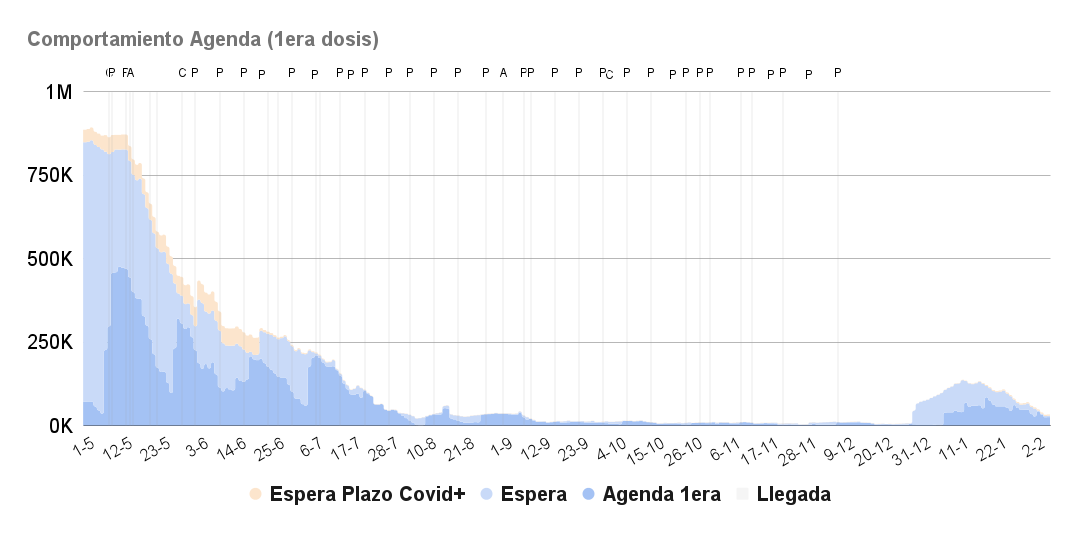 Comportamiento Agenda (1era dosis)
P P A C P P P P P P P P P P P P P P A P P P P P P C P P P P P P P P P P P P
1M
750K
500K
250K
0K
1-5 12-5 23-5 3-6 14-6 25-6 6-7 17-7 28-7 10-8 21-8 1-9 12-9 23-9 4-10 15-10 26-10 6-11 17-11 28-11 9-12 20-12 31-12 11-1 22-1 2-2
Espera Plazo Covid+ Espera Agenda 1era Llegada